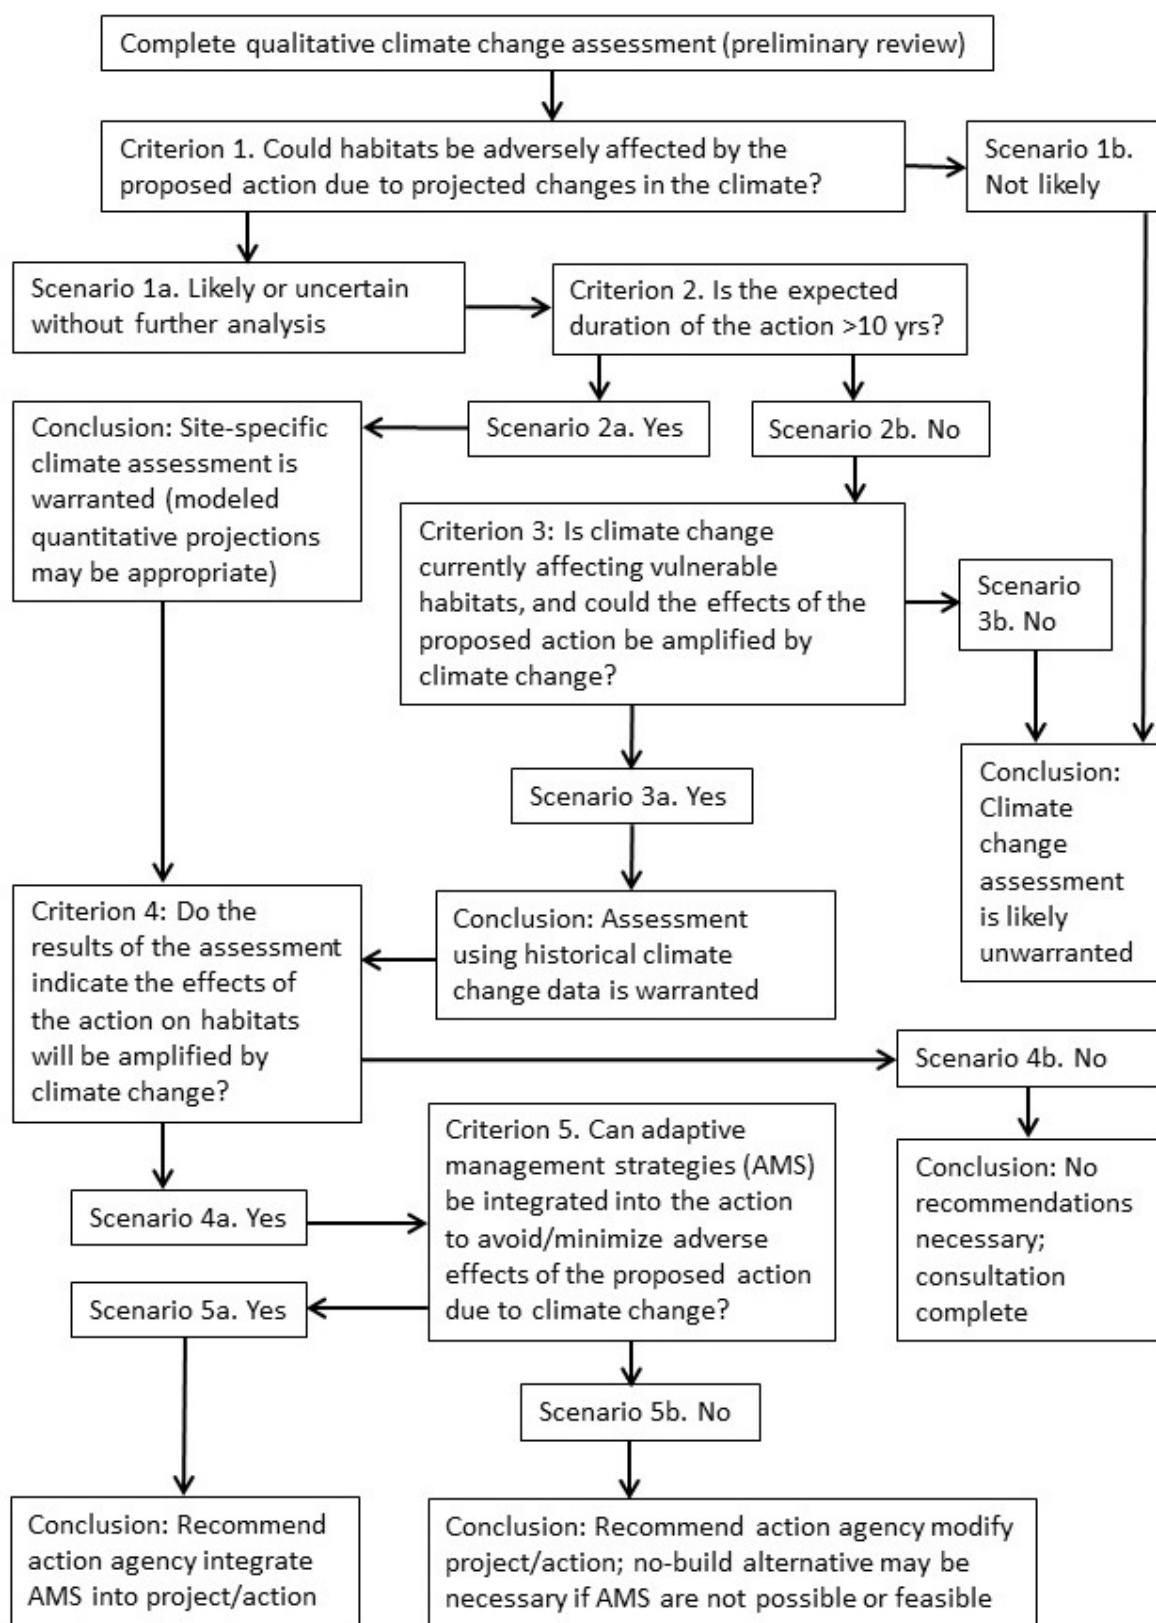 Complete qualitative climate change assessment (preliminary review)
Criterion 1. Could habitats be adversely affected by the
proposed action due to projected changes in the climate?
Scenario 1b.
Not likely
Scenario 1a. Likely or uncertain
without further analysis
Criterion 2. Is the expected
duration of the action >10 yrs?
Conclusion: Site-specific
climate assessment is
warranted (modeled
quantitative projections
may be appropriate)
Scenario 2a. Yes
Scenario 2b. No
Criterion 3: Is climate change
currently affecting vulnerable
habitats, and could the effects of the
proposed action be amplified by
climate change?
Scenario
3b. No
Scenario 3a. Yes
Conclusion:
Climate
change
assessment
is likely
unwarranted
Criterion 4: Do the
results of the assessment
indicate the effects of
the action on habitats
will be amplified by
climate change?
Conclusion: Assessment
using historical climate
change data is warranted
Scenario 4b. No
Conclusion: No
recommendations
necessary;
consultation
complete
Scenario 4a. Yes
Criterion 5. Can adaptive
management strategies (AMS)
be integrated into the action
to avoid/minimize adverse
effects of the proposed action
due to climate change?
Scenario 5a. Yes
Scenario 5b. No
Conclusion: Recommend
action agency integrate
AMS into project/action
Conclusion: Recommend action agency modify
project/action; no-build alternative may be
necessary if AMS are not possible or feasible